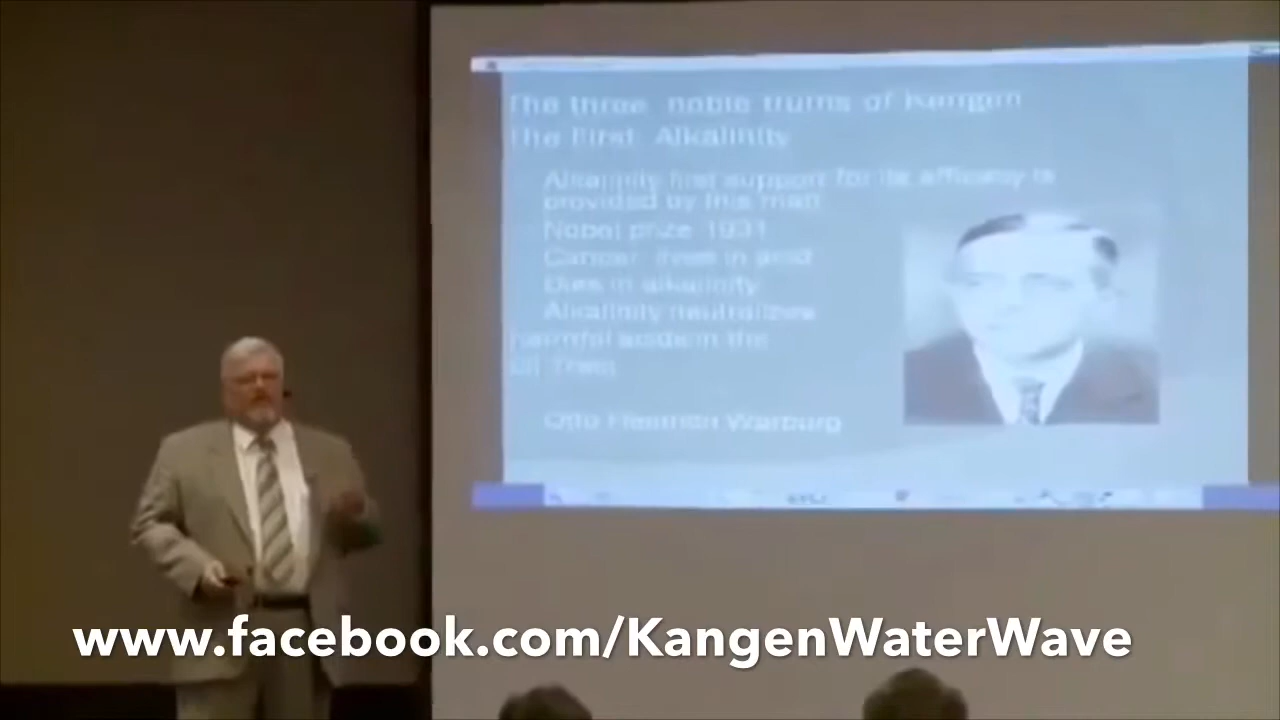 The three noble truths of Kangen
The First Alkalinity
Alkalinity first support for its efficacy is
provided by this man
Nobel prize 1931
Cancer lives in acid
Dies in alkalinity
Alkalinity neutralizes
harmful acids in the
Otto Heinrich Warburg
www.facebook.com/KangenWaterWave